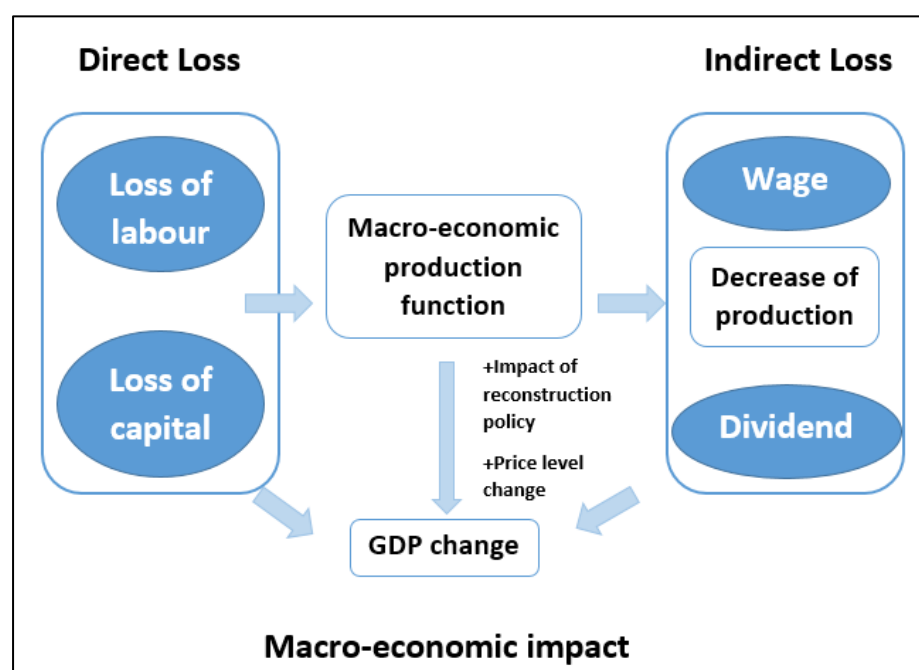 Direct Loss
Indirect Loss
Loss of
labour
Loss of
capital
Macro-economic
production
function
Wage
Decrease of
production
Dividend
+Impact of
reconstruction
policy
+Price level
change
GDP change
Macro-economic impact